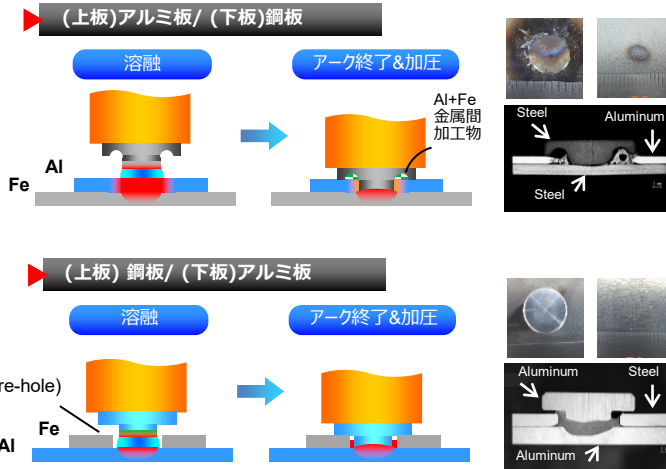 (上板)アルミ板/ (下板)鋼板
溶融
アーク終了&加圧
Al+Fe
金属間
加工物
Al
Fe
Steel
Aluminum
Steel
(上板) 鋼板/ (下板)アルミ板
溶融
アーク終了&加圧
re-hole)
Fe
Al
Aluminum
Steel
Aluminum